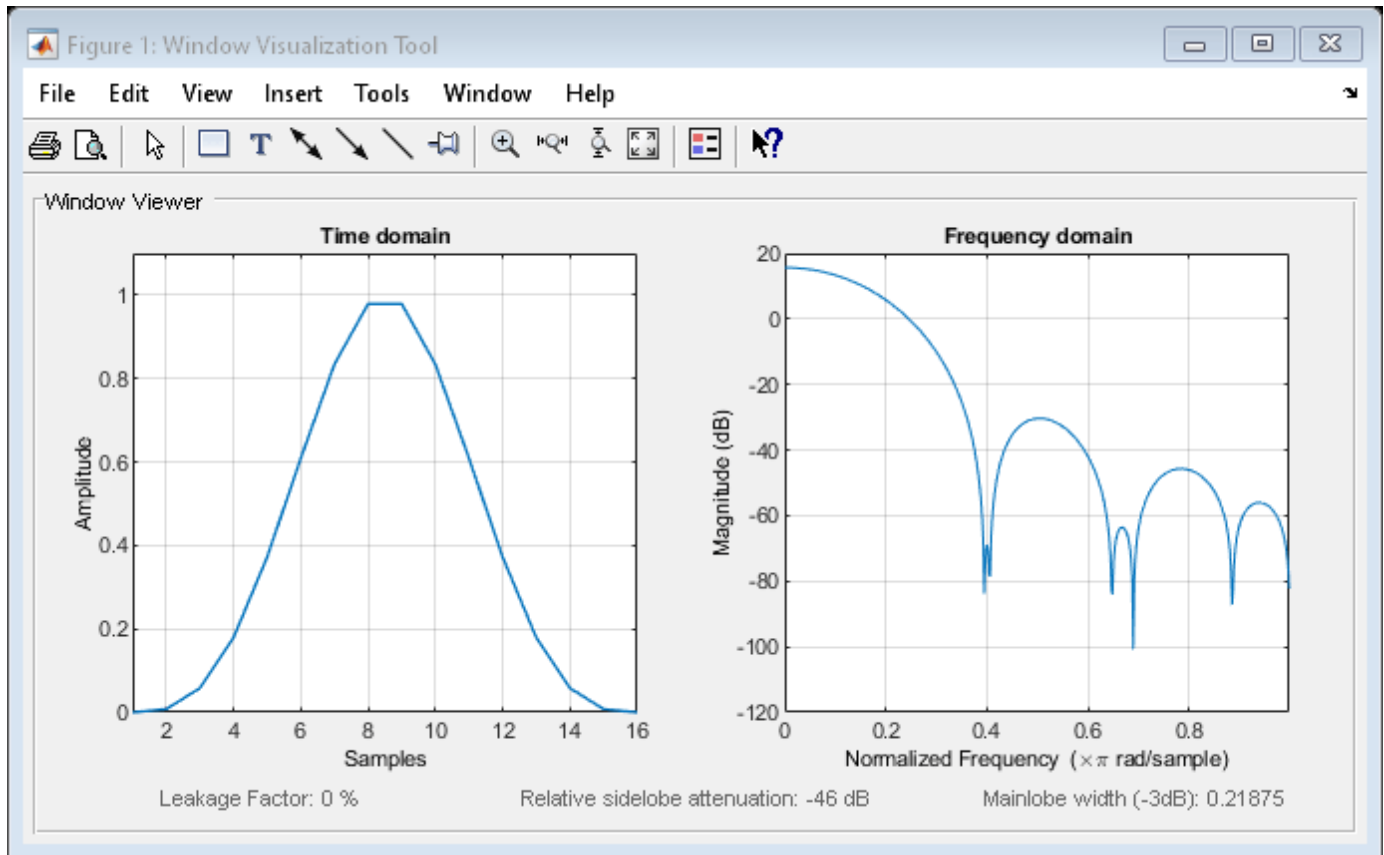 Figure 1: Window Visualization Tool
File Edit View Insert Tools Window Help
T ?
Window Viewer
Time domain
1
0.8
0.6
0.4
0.2
0
Amplitude
2 4 6 8 10 12 14 16
Samples
Frequency domain
20
0
-20
-40
-60
-80
-100
-120
Magnitude (dB)
0 0.2 0.4 0.6 0.8
Normalized Frequency (×π rad/sample)
Leakage Factor: 0 % Relative sidelobe attenuation: -46 dB Mainlobe width (-3dB): 0.21875